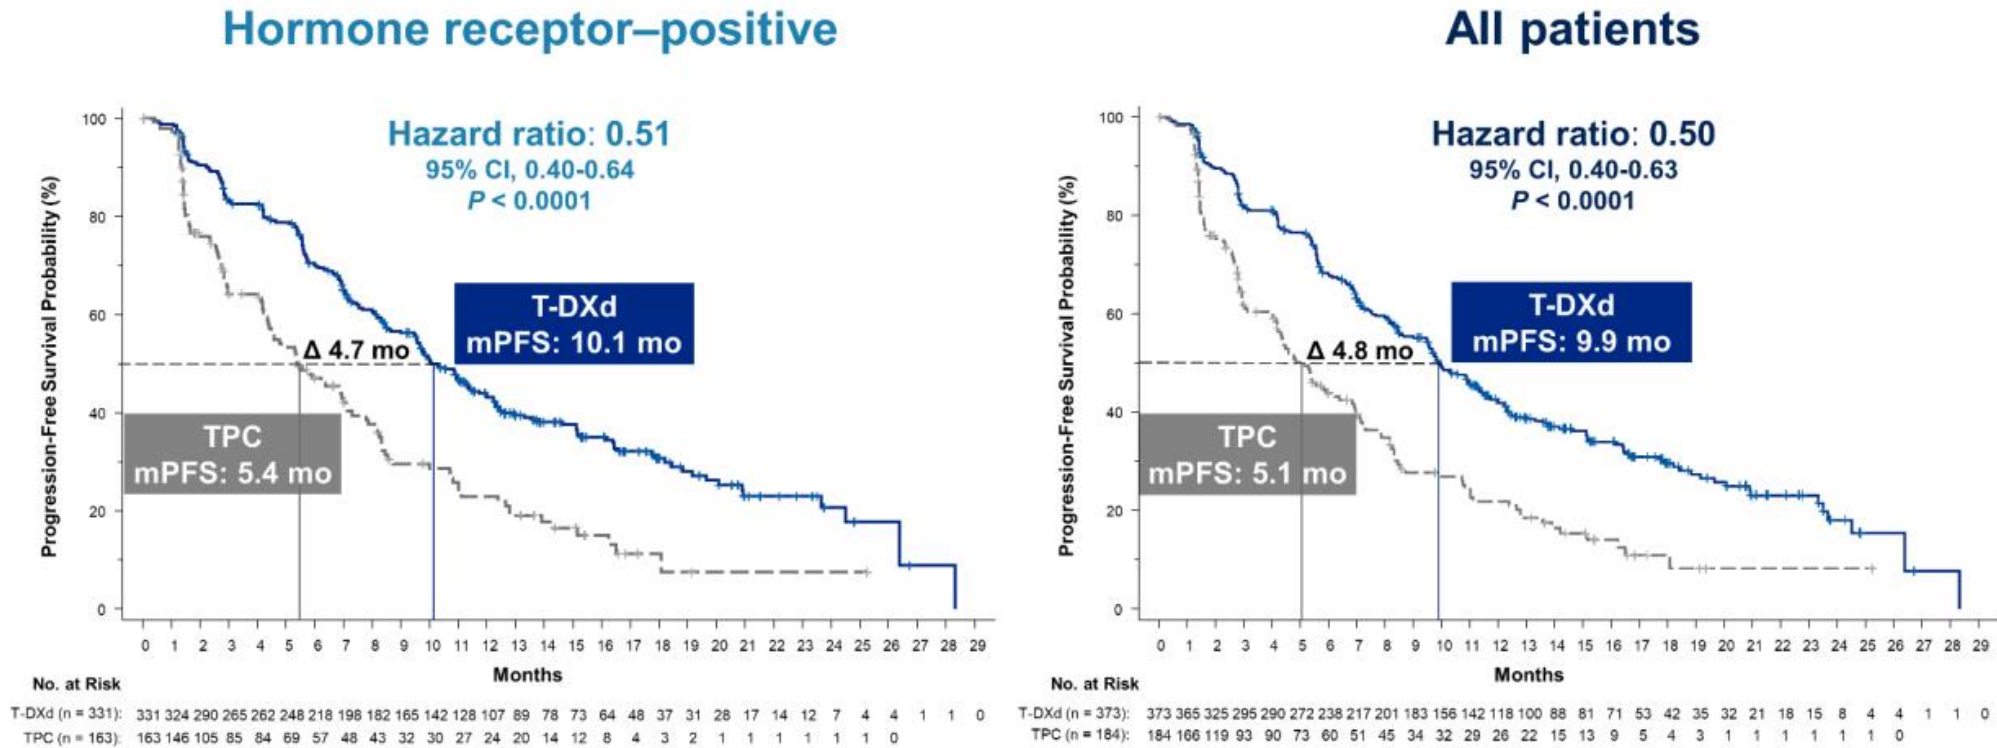 Hormone receptor–positive
Hazard ratio: 0.51
95% CI, 0.40-0.64
P < 0.0001
Progression-Free Survival Probability (%)
100
80
60
40
20
0
T-DXd
mPFS: 10.1 mo
Δ 4.7 mo
TPC
mPFS: 5.4 mo
0 1 2 3 4 5 6 7 8 9 10 11 12 13 14 15 16 17 18 19 20 21 22 23 24 25 26 27 28 29
Months
No. at Risk
T-DXd (n = 331): 331 324 290 265 262 248 218 198 182 165 142 128 107 89 78 73 64 48 37 31 28 17 14 12 7 4 4 1 1 0
TPC (n = 163): 163 146 105 85 84 69 57 48 43 32 30 27 24 20 14 12 8 4 3 2 1 1 1 1 1 1 0
All patients
Hazard ratio: 0.50
95% CI, 0.40-0.63
P < 0.0001
Progression-Free Survival Probability (%)
100
80
60
40
20
0
T-DXd
mPFS: 9.9 mo
Δ 4.8 mo
TPC
mPFS: 5.1 mo
0 1 2 3 4 5 6 7 8 9 10 11 12 13 14 15 16 17 18 19 20 21 22 23 24 25 26 27 28 29
Months
No. at Risk
T-DXd (n = 373): 373 365 325 295 290 272 238 217 201 183 156 142 118 100 88 81 71 53 42 35 32 21 18 15 8 4 4 1 1 0
TPC (n = 184): 184 166 119 93 90 73 60 51 45 34 32 29 26 22 15 13 9 5 4 3 1 1 1 1 1 1 0